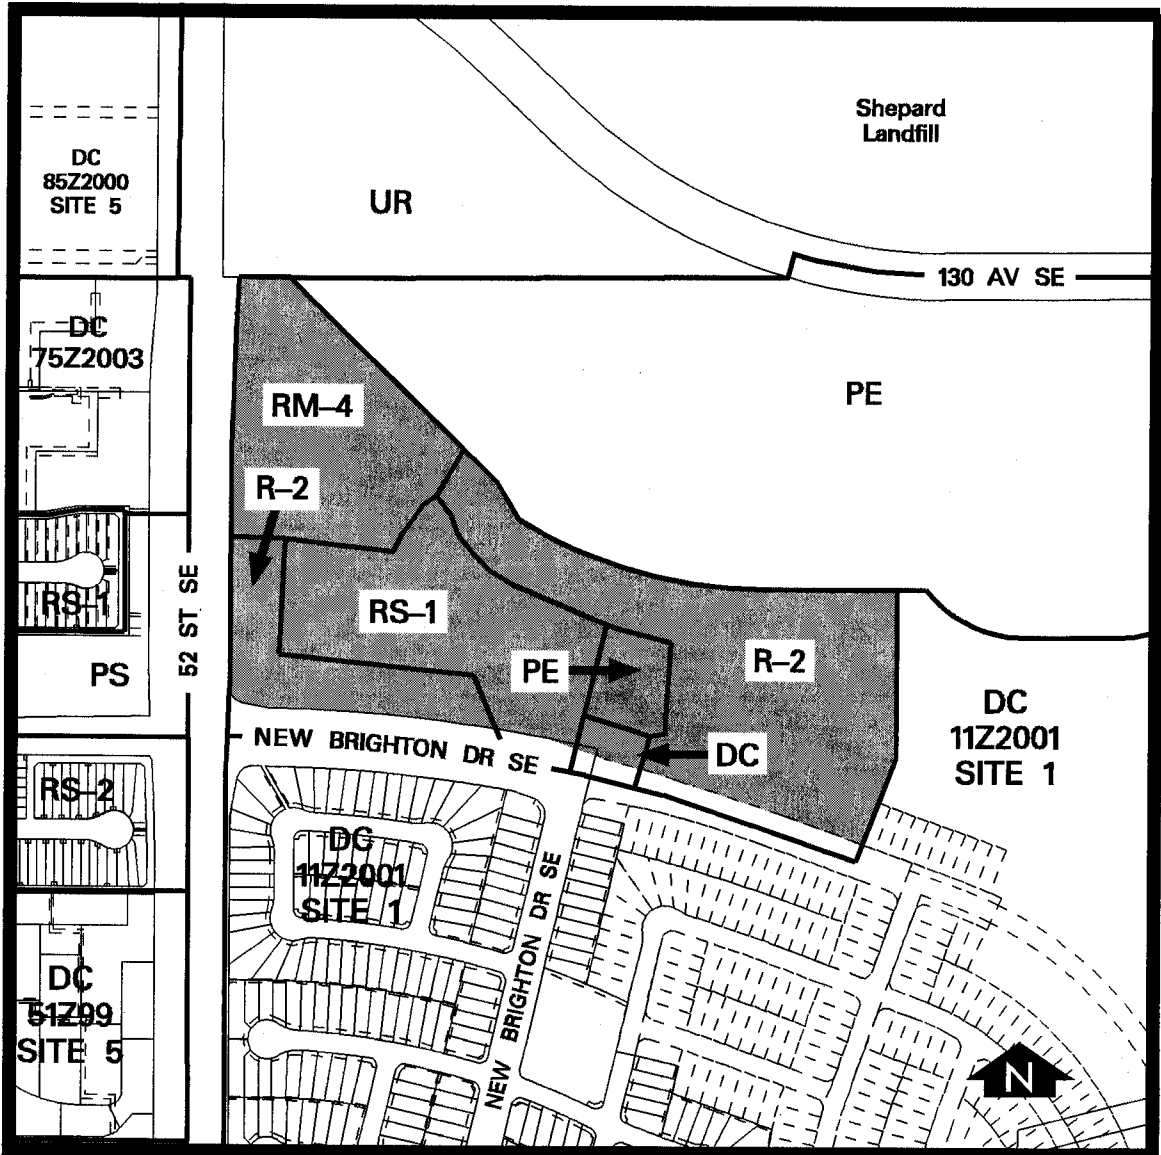 Shepard
Landfill
DC
85Z2000
SITE 5
UR
130 AV SE
DC
75Z2003
PE
RM–4
R–2
52 ST SE
RS–1
RS–1
PE
R–2
PS
DC
11Z2001
SITE 1
NEW BRIGHTON DR SE
DC
RS–2
DC
11Z2001
SITE 1
NEW BRIGHTON DR SE
DC
51Z99
SITE 5
N